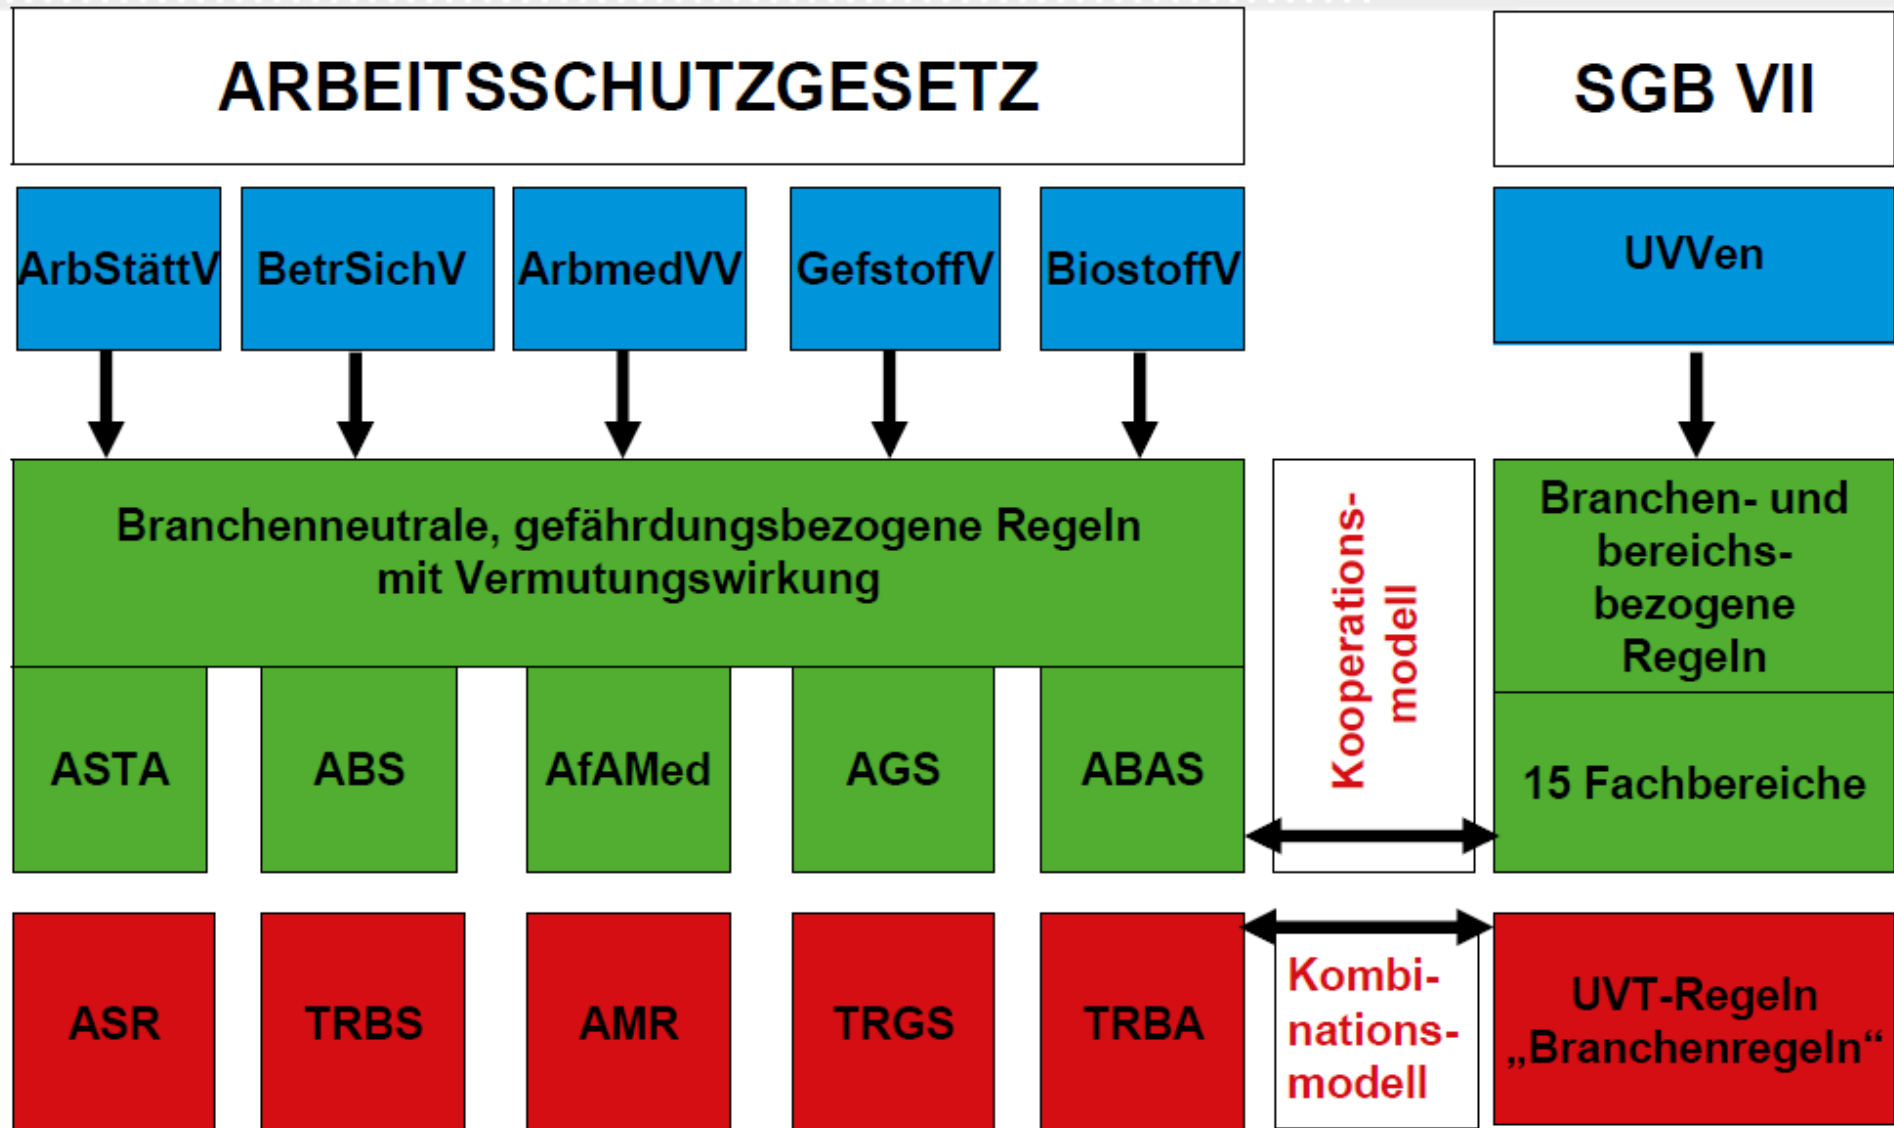 ARBEITSSCHUTZGESETZ
SGB VII
ArbStättV
BetrSichV
ArbmedVV
GefstoffV
BiostoffV
UVVen
Branchenneutrale, gefährdungsbezogene Regeln
mit Vermutungswirkung
Kooperations-
modell
Branchen- und
bereichs-
bezogene
Regeln
ASTA
ABS
AfAMed
AGS
ABAS
15 Fachbereiche
ASR
TRBS
AMR
TRGS
TRBA
Kombi-
nations-
modell
UVT-Regeln
„Branchenregeln“